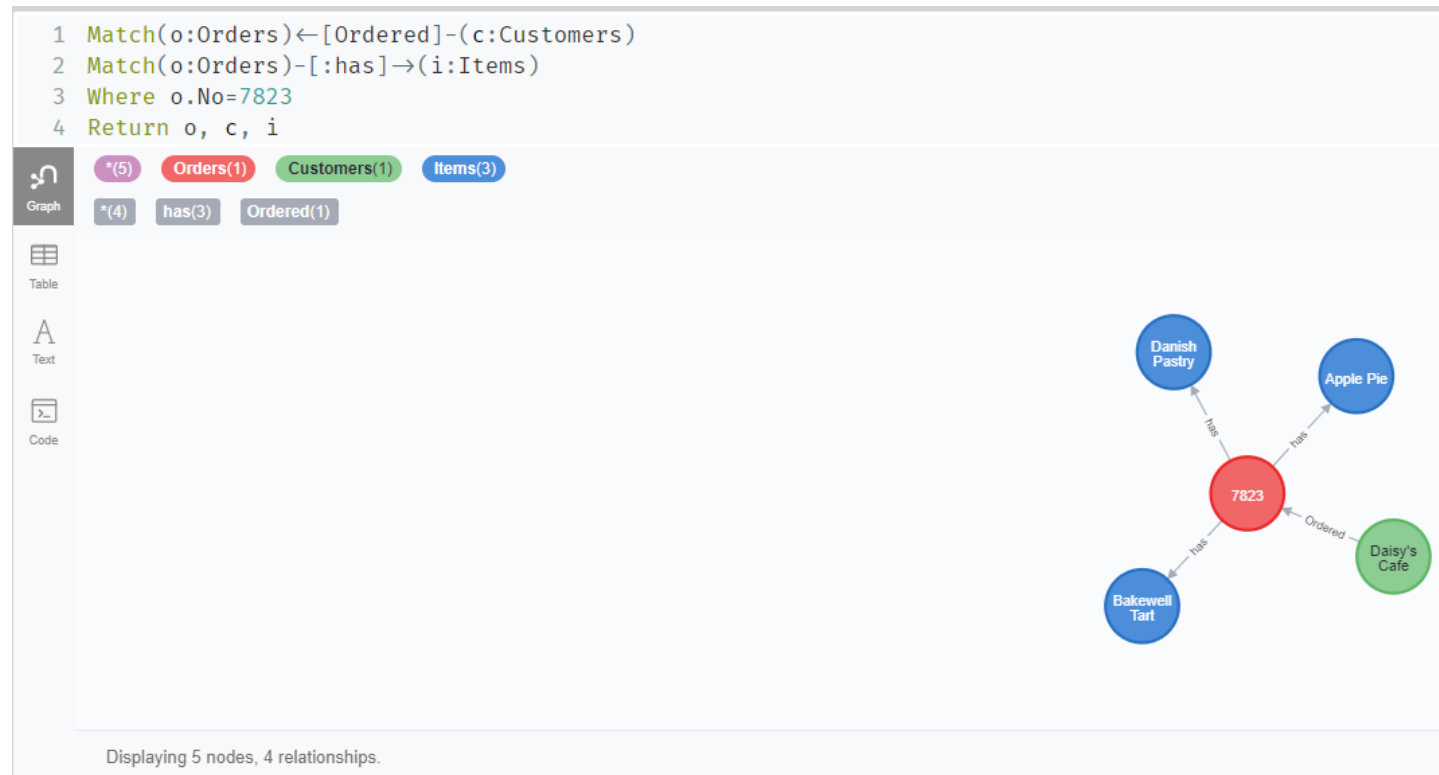 1 Match(o:Orders)←[Ordered]-(c:Customers)
2 Match(o:Orders)-[:has]→(i:Items)
3 Where o.No=7823
4 Return o, c, i
*(5) Orders(1) Customers(1) Items(3)
Graph
*(4) has(3) Ordered(1)
Table
A
Text
>_
Code
Danish
Pastry
Apple Pie
has
has
7823
Ordered
Daisy's
Cafe
has
Bakewell
Tart
Displaying 5 nodes, 4 relationships.